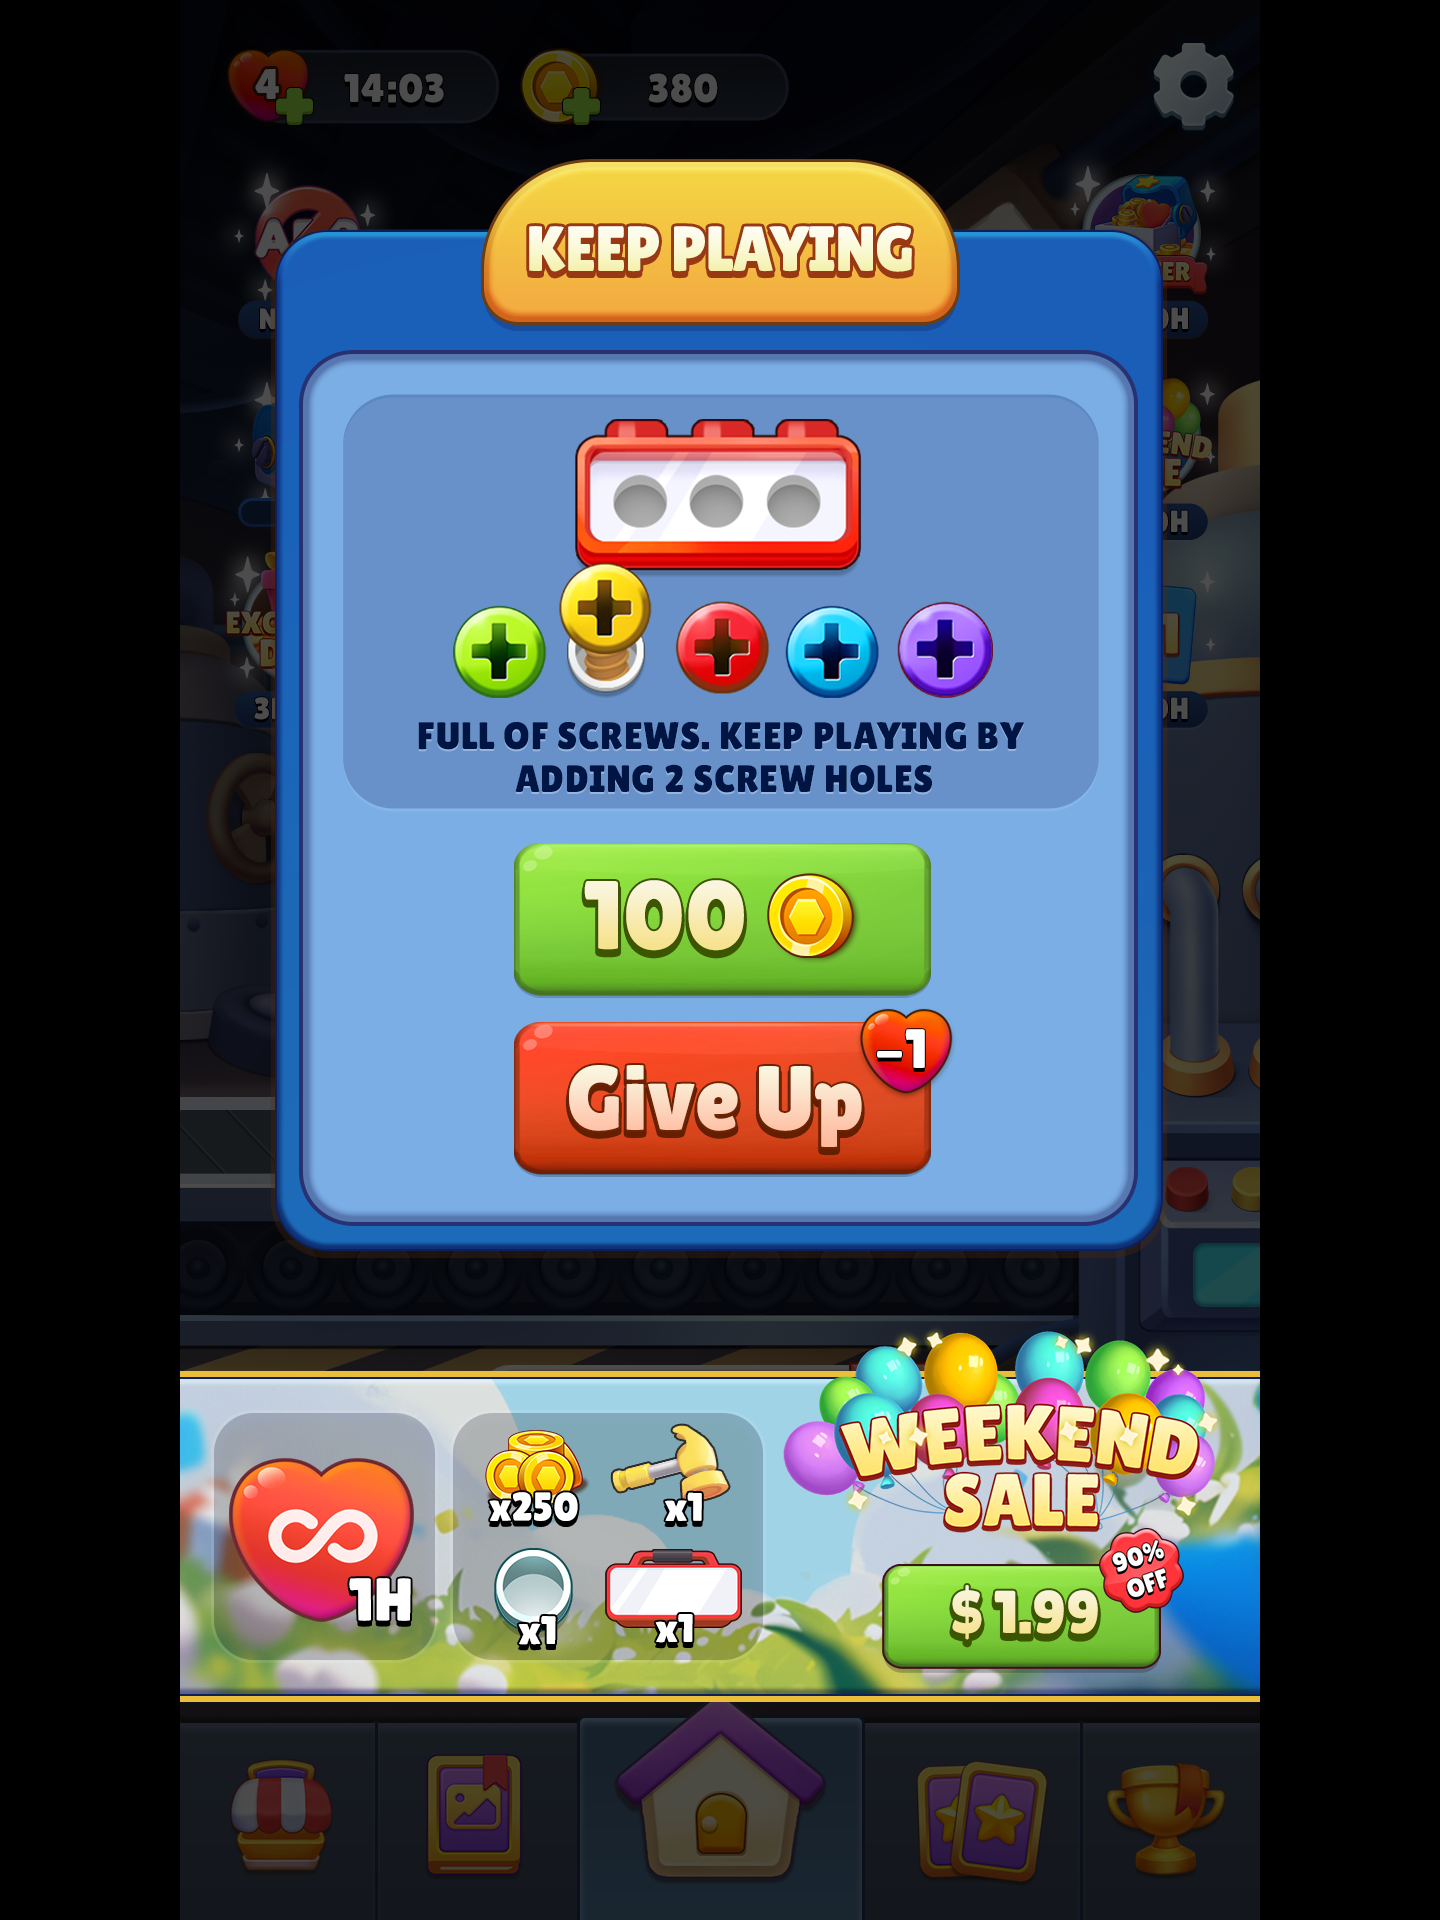 4
14:03
380
KEEP PLAYING
FULL OF SCREWS. KEEP PLAYING BY
ADDING 2 SCREW HOLES
100
-1
Give Up
WEEKEND
SALE
x250
x1
1H
x1
x1
90%
OFF
$ 1.99